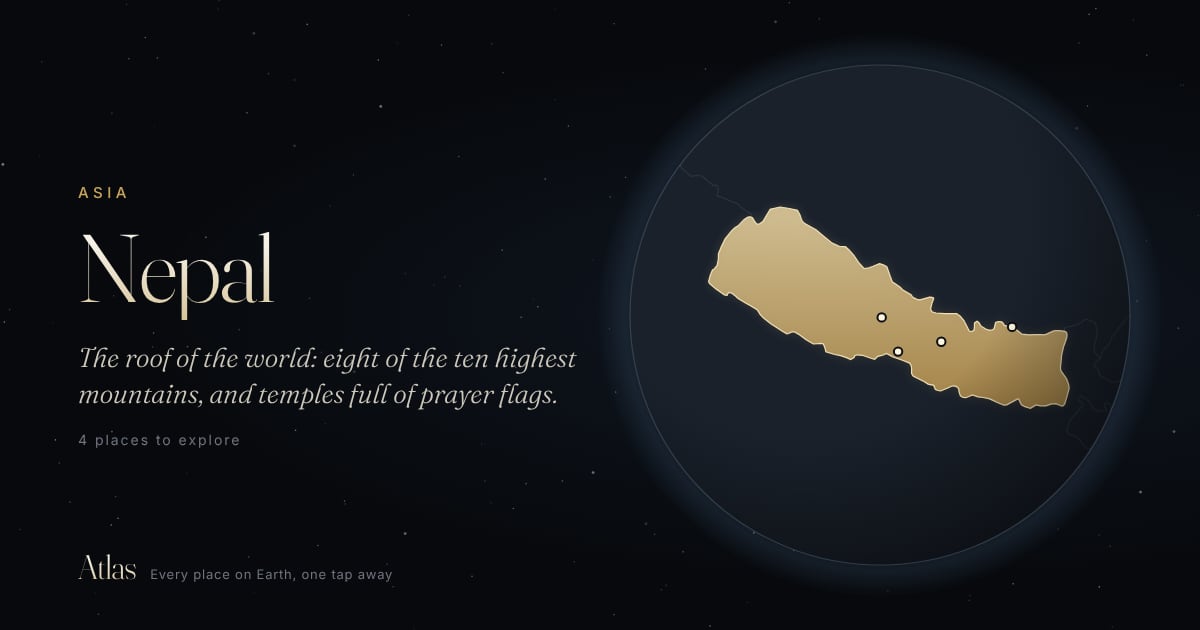 ASIA
Nepal
The roof of the world: eight of the ten highest
mountains, and temples full of prayer flags.
4 places to explore
Atlas Every place on Earth, one tap away